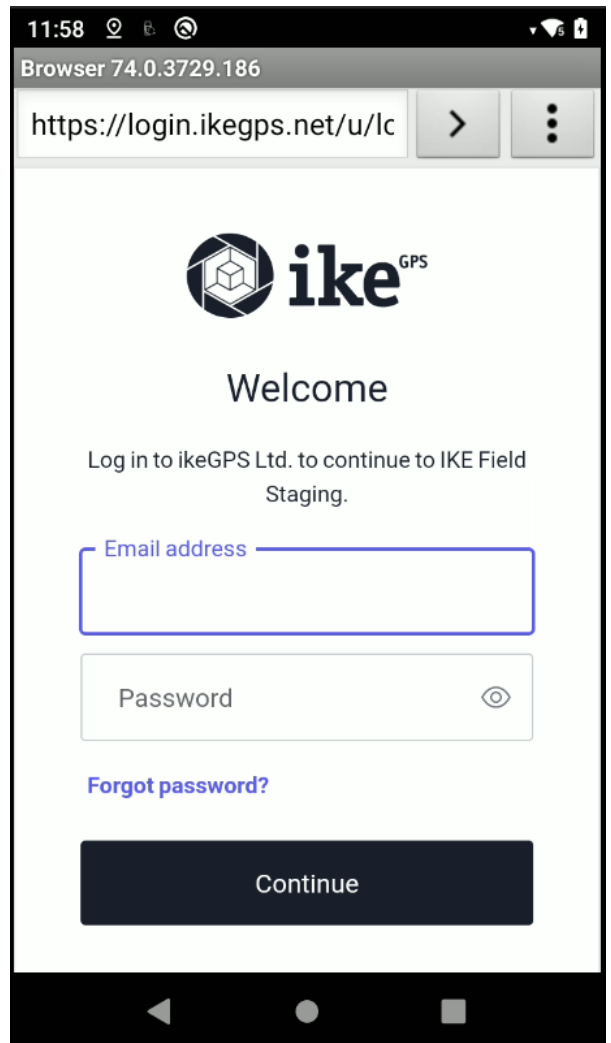 11:58
5
Browser 74.0.3729.186
https://login.ikegps.net/u/lc
ike GPS
Welcome
Log in to ikeGPS Ltd. to continue to IKE Field
Staging.
Email address
Password
Forgot password?
Continue